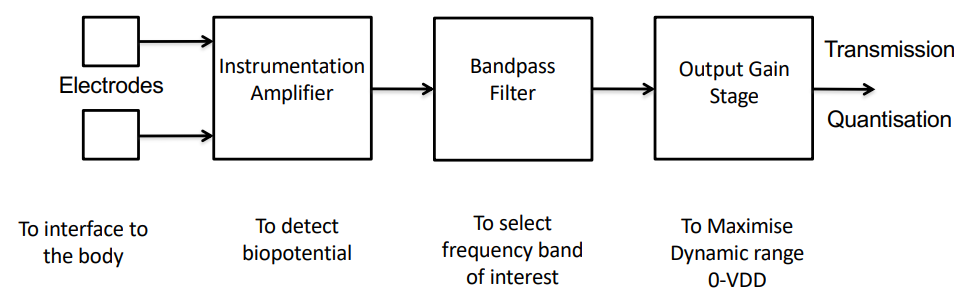 Electrodes
Instrumentation
Amplifier
Bandpass
Filter
Output Gain
Stage
Transmission
Quantisation
To interface to
the body
To detect
biopotential
To select
frequency band
of interest
To Maximise
Dynamic range
0-VDD